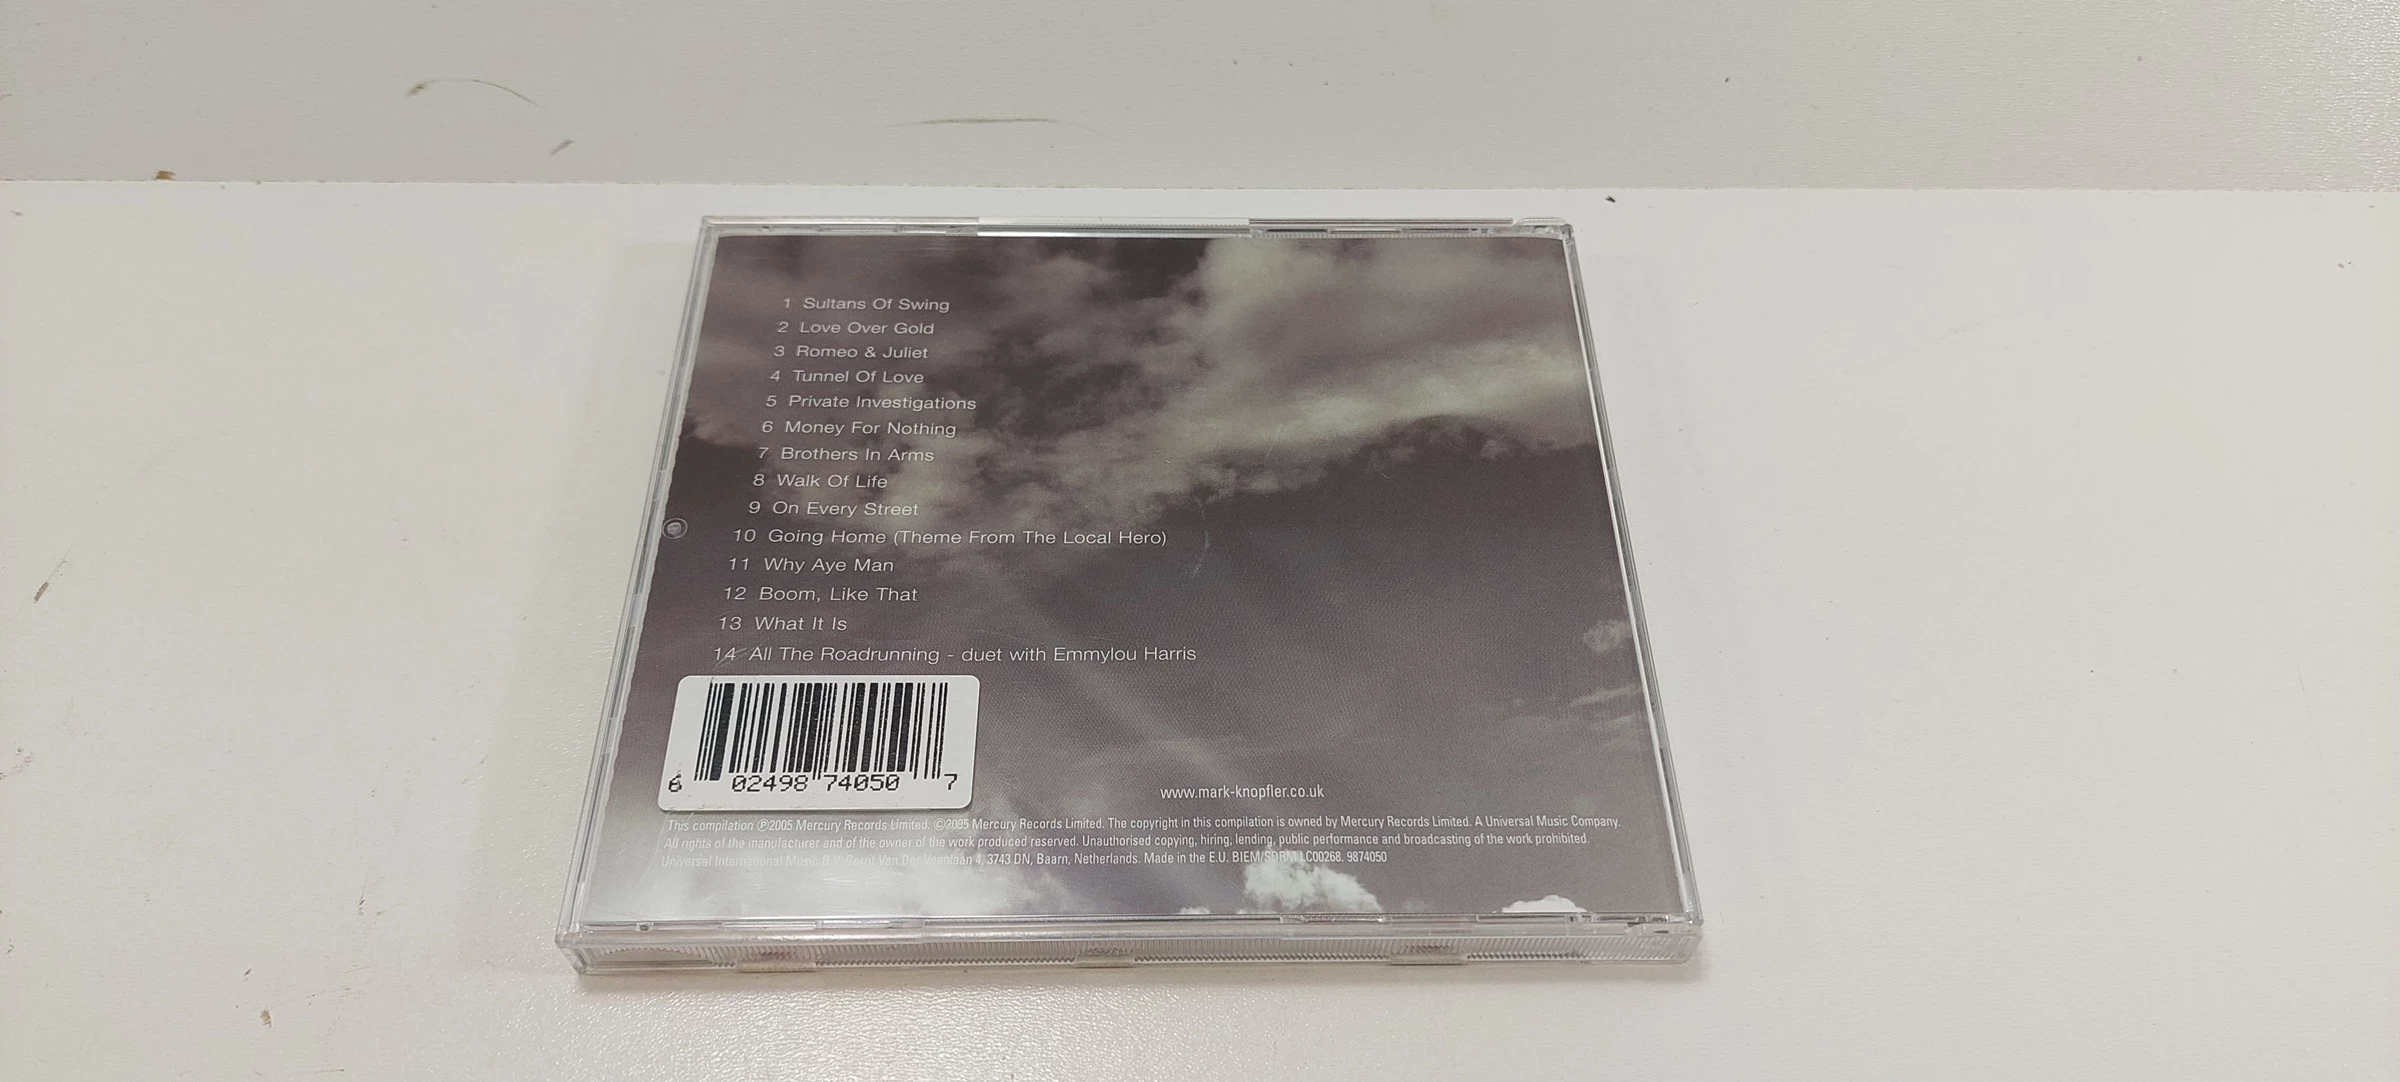 1 Sultans Of Swing
2 Love Over Gold
3 Romeo & Juliet
4 Tunnel Of Love
5 Private Investigations
6 Money For Nothing
7 Brothers In Arms
8 Walk Of Life
9 On Every Street
10 Going Home (Theme From The Local Hero)
11 Why Aye Man
12 Boom, Like That
13 What It Is
14 All The Roadrunning - duet with Emmylou Harris
6 02498 74050 7
www.mark-knopfler.co.uk
This compilation ℗2005 Mercury Records Limited. ©2005 Mercury Records Limited. The copyright in this compilation is owned by Mercury Records Limited. A Universal Music Company.
All rights of the manufacturer and of the owner of the work produced reserved. Unauthorised copying, hiring, lending, public performance and broadcasting of the work prohibited.
Universal International Music B.V. Gerrit Van Der Veenlaan 4, 3743 DN, Baarn, Netherlands. Made in the E.U. BIEM/SDRM LC00268. 9874050